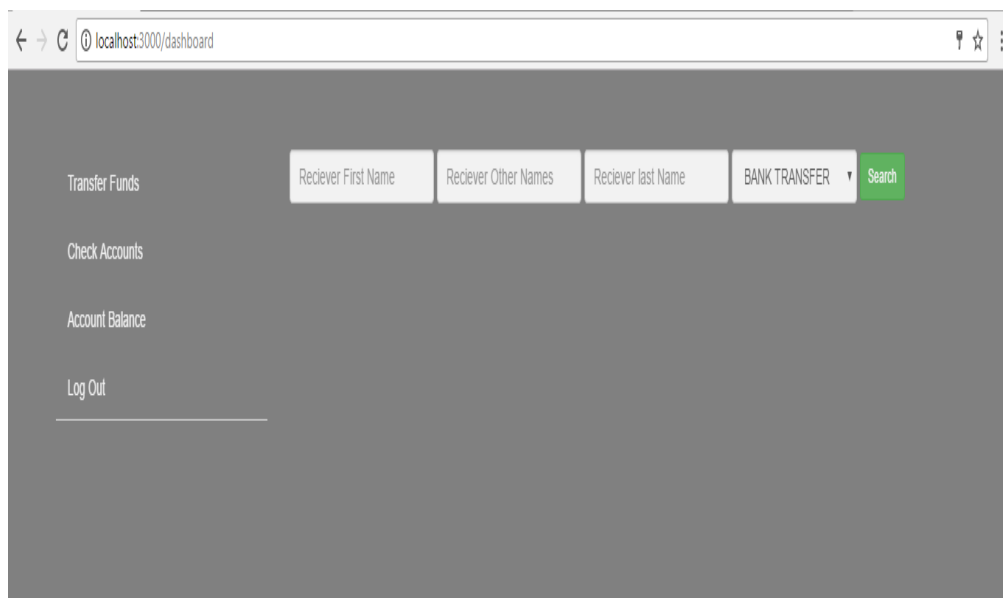 localhost:3000/dashboard
Transfer Funds
Reciever First Name
Reciever Other Names
Reciever last Name
BANK TRANSFER
Search
Check Accounts
Account Balance
Log Out